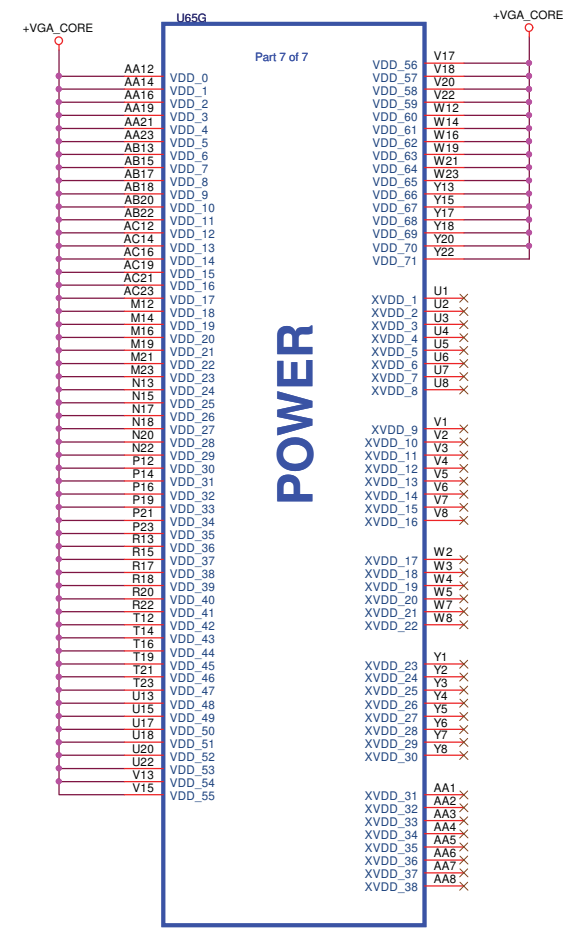 U65G
+VGA_CORE
+VGA_CORE
Part 7 of 7
POWER
AA12 VDD_0
AA14 VDD_1
AA16 VDD_2
AA19 VDD_3
AA21 VDD_4
AA23 VDD_5
AB13 VDD_6
AB15 VDD_7
AB17 VDD_8
AB18 VDD_9
AB20 VDD_10
AB22 VDD_11
AC12 VDD_12
AC14 VDD_13
AC16 VDD_14
AC19 VDD_15
AC21 VDD_16
AC23 VDD_17
M12 VDD_18
M14 VDD_19
M16 VDD_20
M19 VDD_21
M21 VDD_22
M23 VDD_23
N13 VDD_24
N15 VDD_25
N17 VDD_26
N18 VDD_27
N20 VDD_28
N22 VDD_29
P12 VDD_30
P14 VDD_31
P16 VDD_32
P19 VDD_33
P21 VDD_34
P23 VDD_35
R13 VDD_36
R15 VDD_37
R17 VDD_38
R18 VDD_39
R20 VDD_40
R22 VDD_41
T12 VDD_42
T14 VDD_43
T16 VDD_44
T19 VDD_45
T21 VDD_46
T23 VDD_47
U13 VDD_48
U15 VDD_49
U17 VDD_50
U18 VDD_51
U20 VDD_52
U22 VDD_53
V13 VDD_54
V15 VDD_55
VDD_56 V17
VDD_57 V18
VDD_58 V20
VDD_59 V22
VDD_60 W12
VDD_61 W14
VDD_62 W16
VDD_63 W19
VDD_64 W21
VDD_65 W23
VDD_66 Y13
VDD_67 Y15
VDD_68 Y17
VDD_69 Y18
VDD_70 Y20
VDD_71 Y22
XVDD_1 U1
XVDD_2 U2
XVDD_3 U3
XVDD_4 U4
XVDD_5 U5
XVDD_6 U6
XVDD_7 U7
XVDD_8 U8
XVDD_9 V1
XVDD_10 V2
XVDD_11 V3
XVDD_12 V4
XVDD_13 V5
XVDD_14 V6
XVDD_15 V7
XVDD_16 V8
XVDD_17 W2
XVDD_18 W3
XVDD_19 W4
XVDD_20 W5
XVDD_21 W7
XVDD_22 W8
XVDD_23 Y1
XVDD_24 Y2
XVDD_25 Y3
XVDD_26 Y4
XVDD_27 Y5
XVDD_28 Y6
XVDD_29 Y7
XVDD_30 Y8
XVDD_31 AA1
XVDD_32 AA2
XVDD_33 AA3
XVDD_34 AA4
XVDD_35 AA5
XVDD_36 AA6
XVDD_37 AA7
XVDD_38 AA8